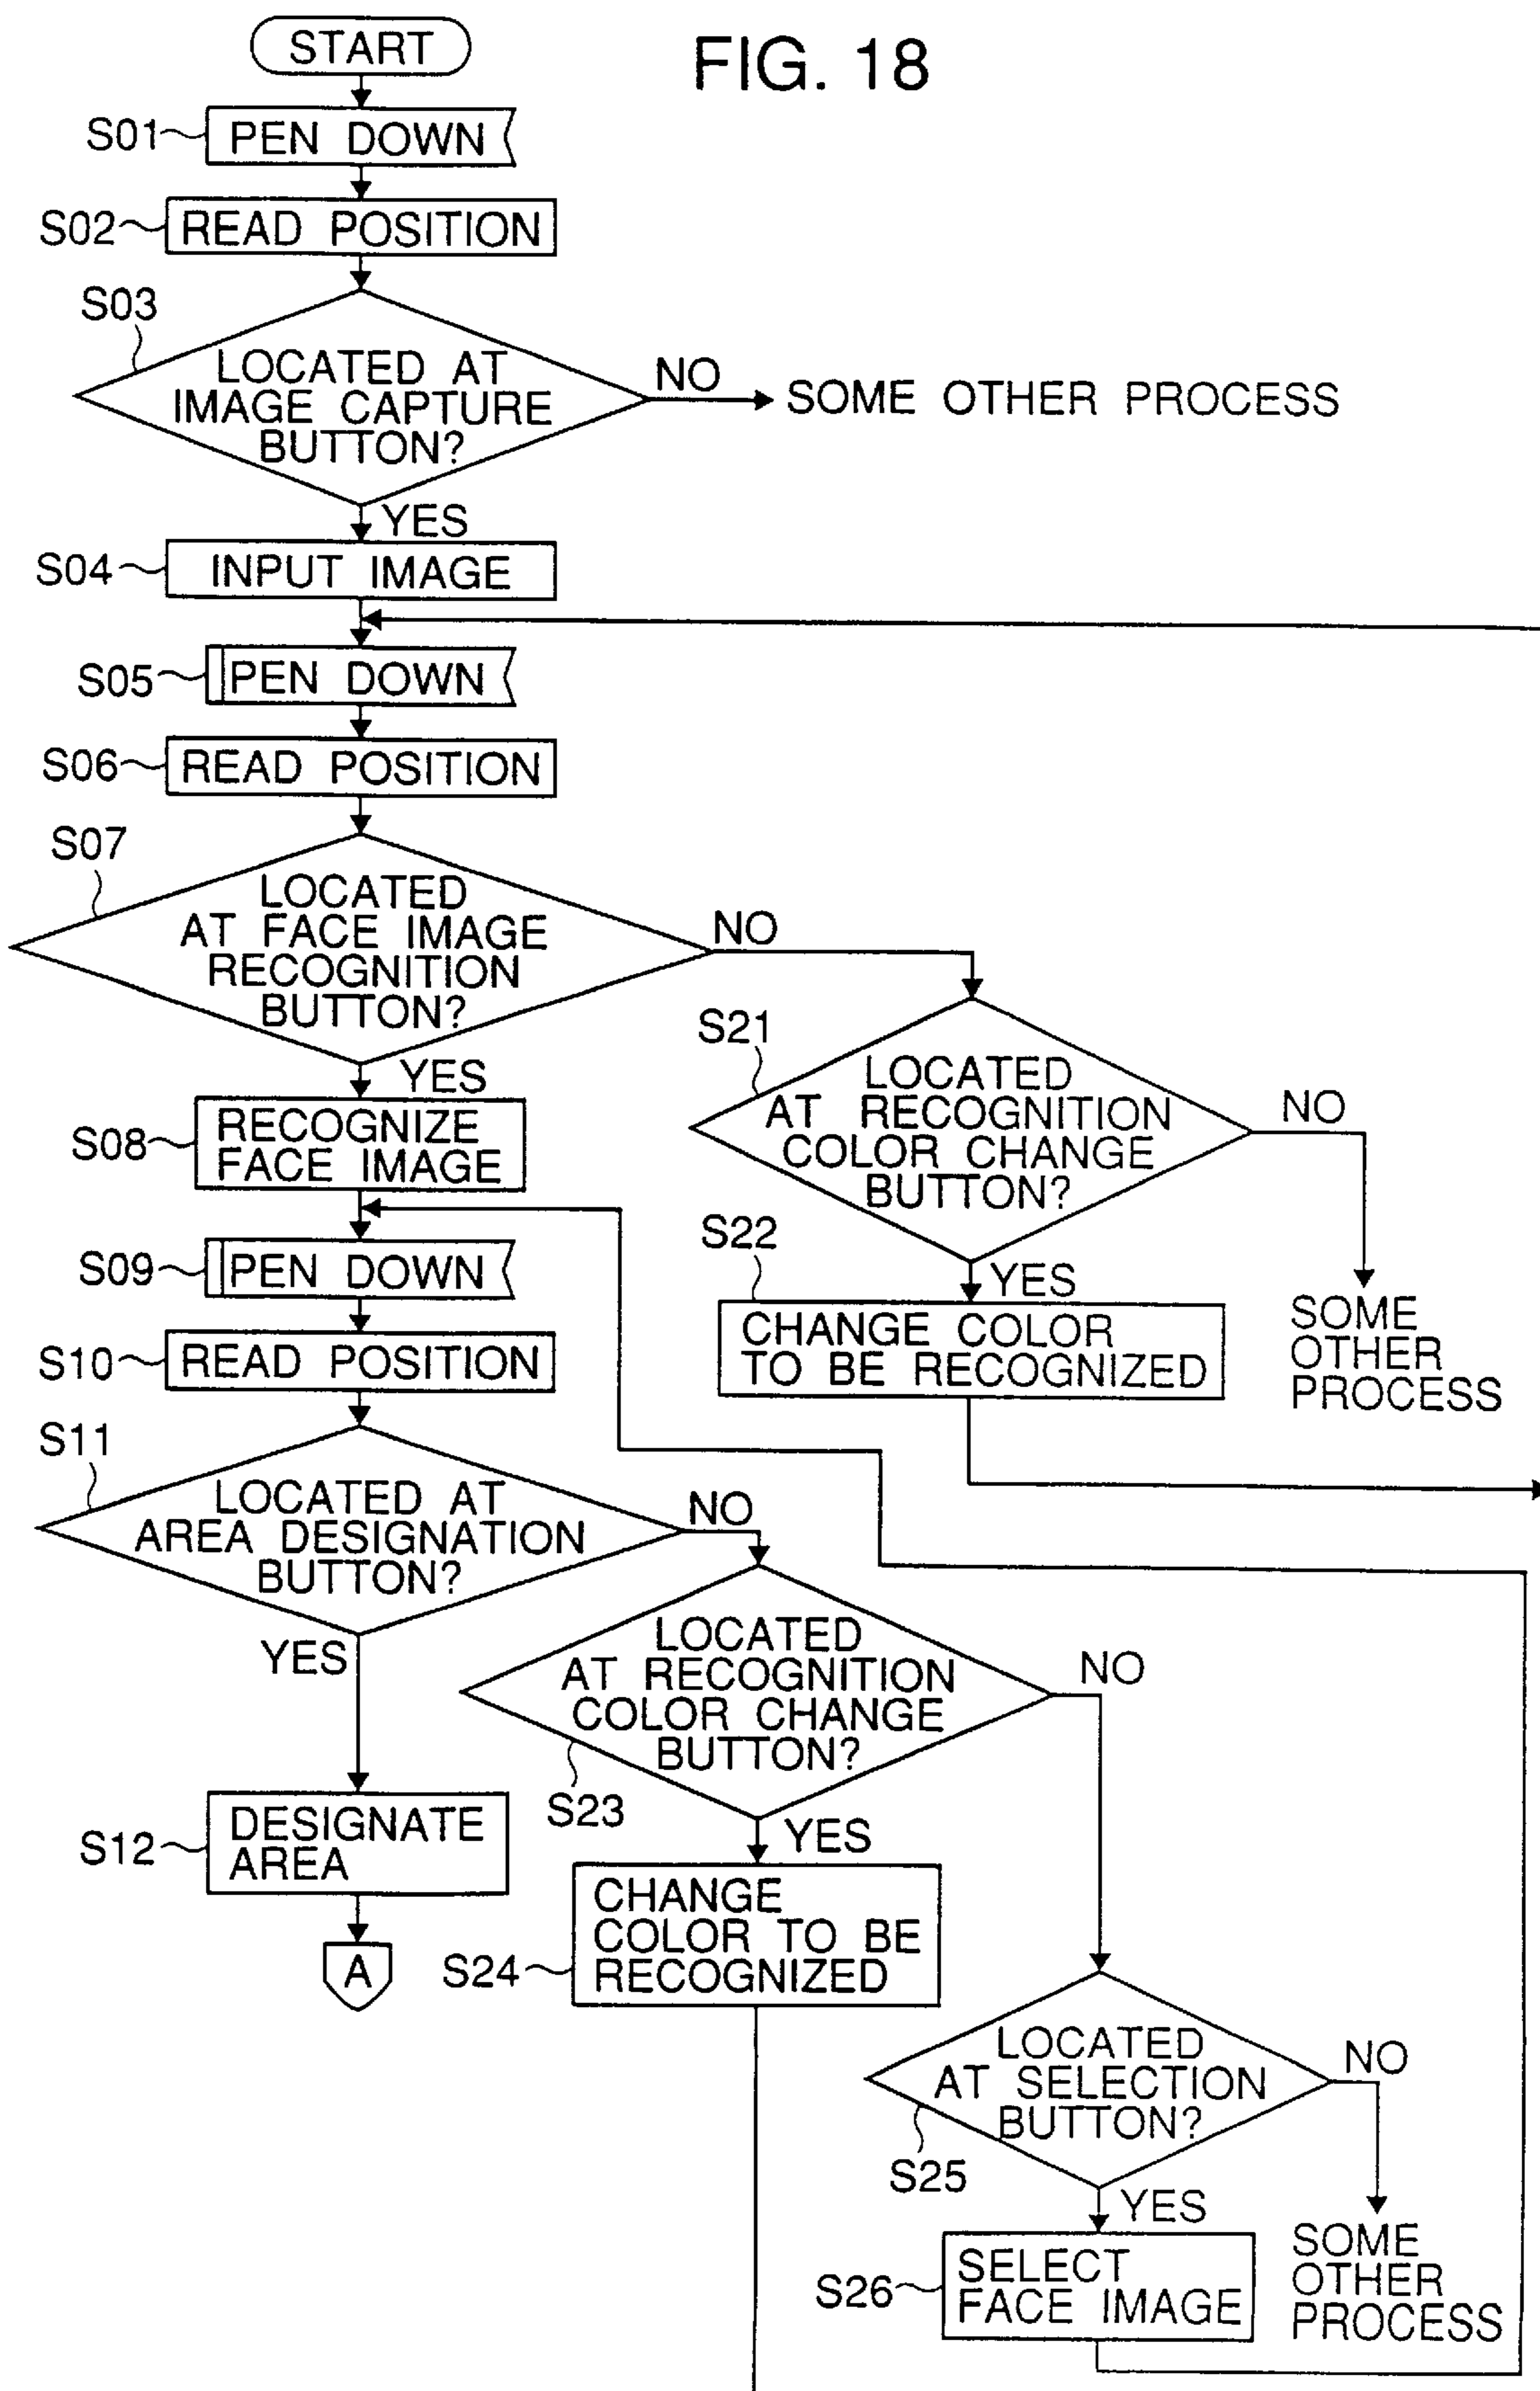 FIG. 18
START
S01
PEN DOWN
S02
READ POSITION
S03
LOCATED AT
IMAGE CAPTURE
BUTTON?
NO
SOME OTHER PROCESS
YES
S04
INPUT IMAGE
S05
PEN DOWN
S06
READ POSITION
S07
LOCATED
AT FACE IMAGE
RECOGNITION
BUTTON?
NO
YES
S08
RECOGNIZE
FACE IMAGE
S21
LOCATED
AT RECOGNITION
COLOR CHANGE
BUTTON?
NO
SOME
OTHER
PROCESS
YES
S22
CHANGE COLOR
TO BE RECOGNIZED
S09
PEN DOWN
S10
READ POSITION
S11
LOCATED AT
AREA DESIGNATION
BUTTON?
NO
YES
S12
DESIGNATE
AREA
A
LOCATED
AT RECOGNITION
COLOR CHANGE
BUTTON?
S23
NO
YES
S24
CHANGE
COLOR TO BE
RECOGNIZED
LOCATED
AT SELECTION
BUTTON?
S25
NO
SOME
OTHER
PROCESS
YES
S26
SELECT
FACE IMAGE